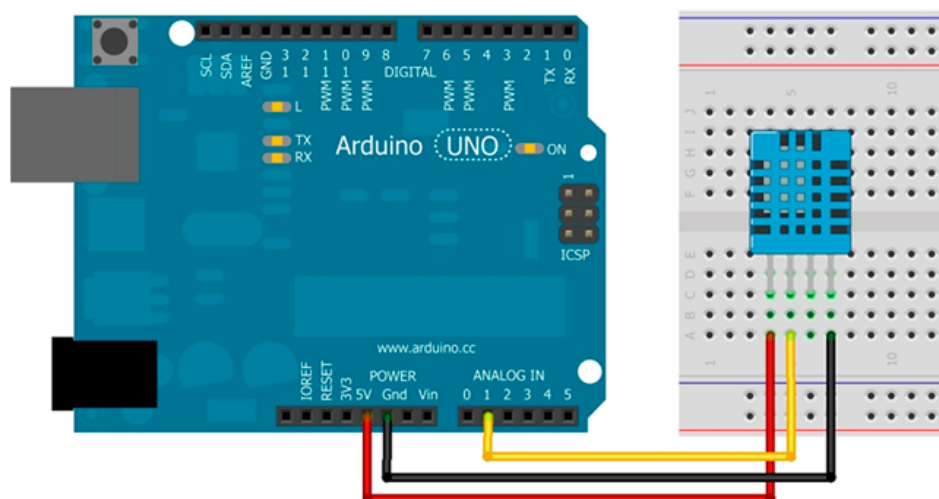 SCL
SDA
AREF
GND
13
12
PWM 11
PWM 10
PWM 9
8
DIGITAL
7
PWM 6
PWM 5
4
PWM 3
2
TX 1
RX 0
L
TX
RX
Arduino UNO
ON
1
ICSP
www.arduino.cc
POWER
IOREF
RESET
3V3
5V
Gnd
Vin
ANALOG IN
0 1 2 3 4 5
1 5 10
J
I
H
G
F
E
D
C
B
A
1 10